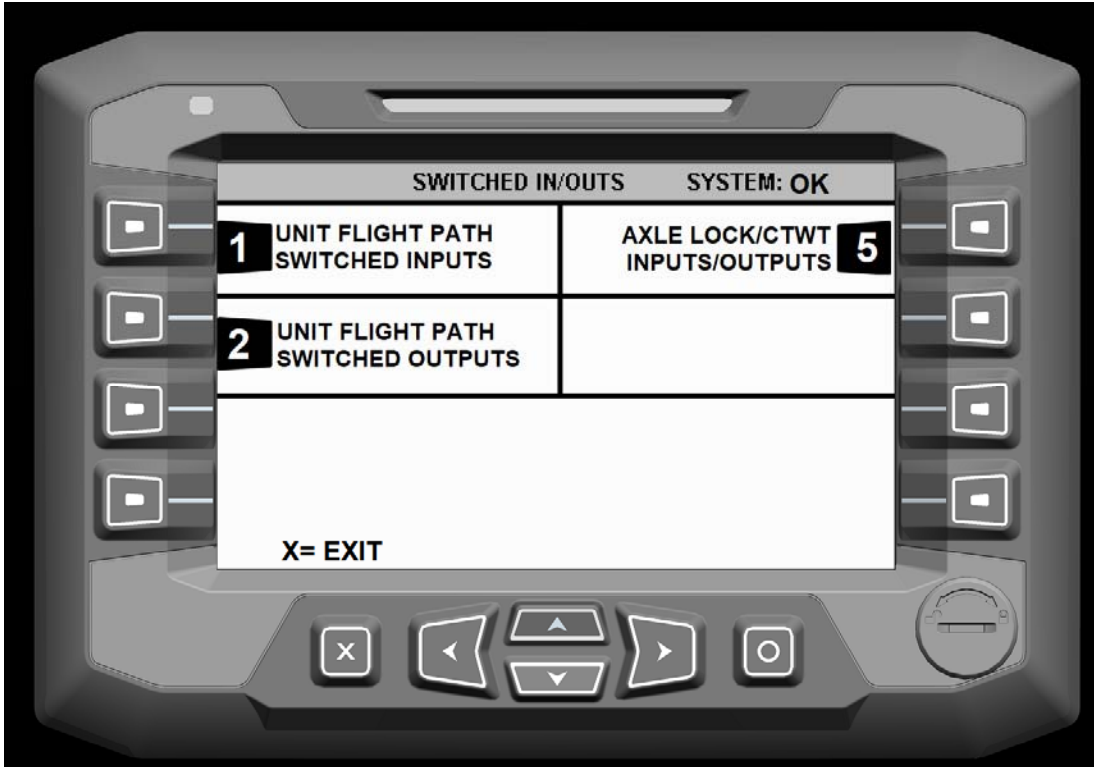 SWITCHED IN/OUTS SYSTEM: OK
1 UNIT FLIGHT PATH
SWITCHED INPUTS
AXLE LOCK/CTWT 5
INPUTS/OUTPUTS
2 UNIT FLIGHT PATH
SWITCHED OUTPUTS
X= EXIT
X O